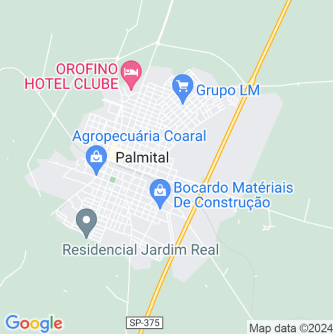 OROFINO
HOTEL CLUBE
Grupo LM
Agropecuária Coaral
Palmital
Bocardo Matériais
De Construção
Residencial Jardim Real
SP-375
Google
Map data ©2024